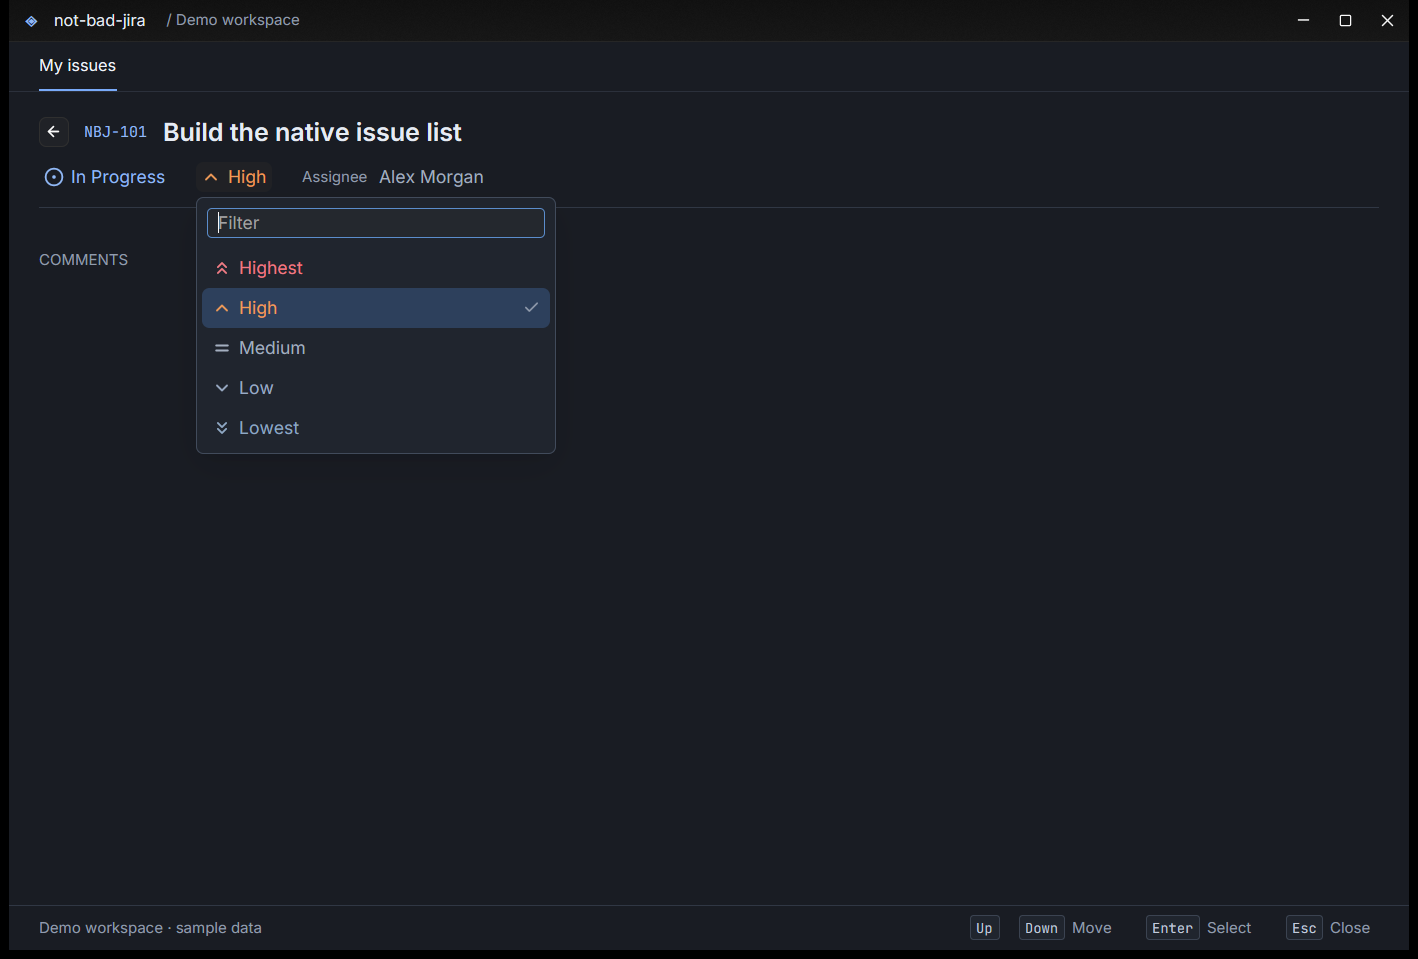 not-bad-jira / Demo workspace
My issues
NBJ-101 Build the native issue list
In Progress High Assignee Alex Morgan
Filter
COMMENTS
Highest
High
Medium
Low
Lowest
Demo workspace · sample data Up Down Move Enter Select Esc Close